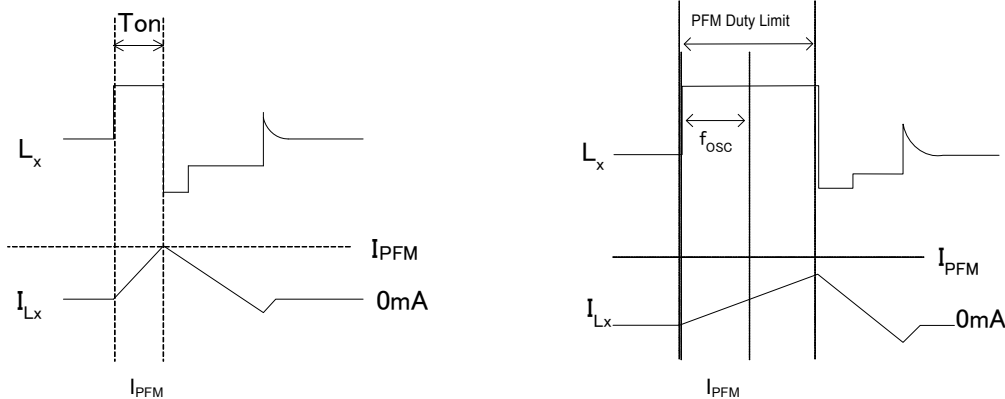 Ton
Lx
IPFM
ILx
0mA
IPFM
PFM Duty Limit
fosc
Lx
IPFM
ILx
0mA
IPFM